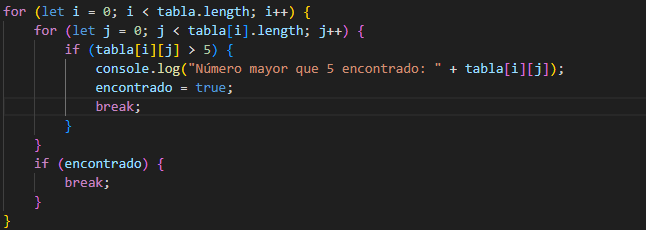 for (let i = 0; i < tabla.length; i++) {
    for (let j = 0; j < tabla[i].length; j++) {
        if (tabla[i][j] > 5) {
            console.log("Número mayor que 5 encontrado: " + tabla[i][j]);
            encontrado = true;
            break;
        }
    }
    if (encontrado) {
        break;
    }
}